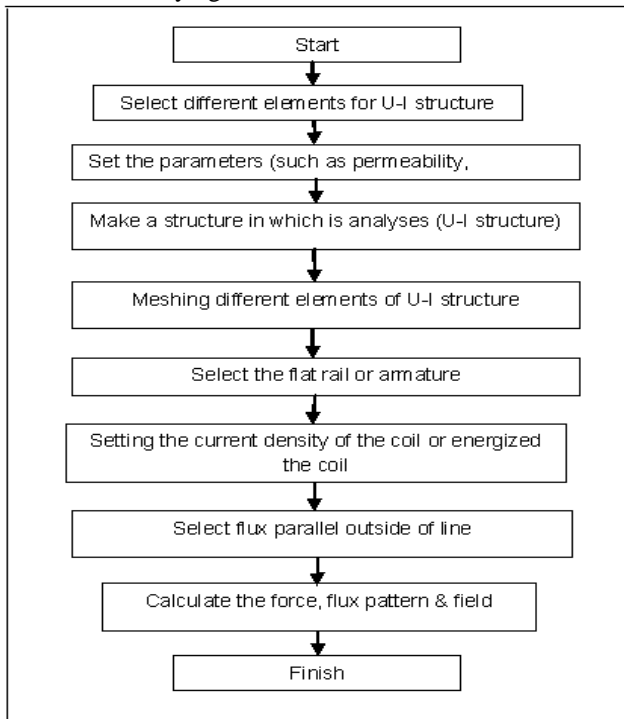 Start
Select different elements for U-I structure
Set the parameters (such as permeability,
Make a structure in which is analyses (U-I structure)
Meshing different elements of U-I structure
Select the flat rail or armature
Setting the current density of the coil or energized
the coil
Select flux parallel outside of line
Calculate the force, flux pattern & field
Finish